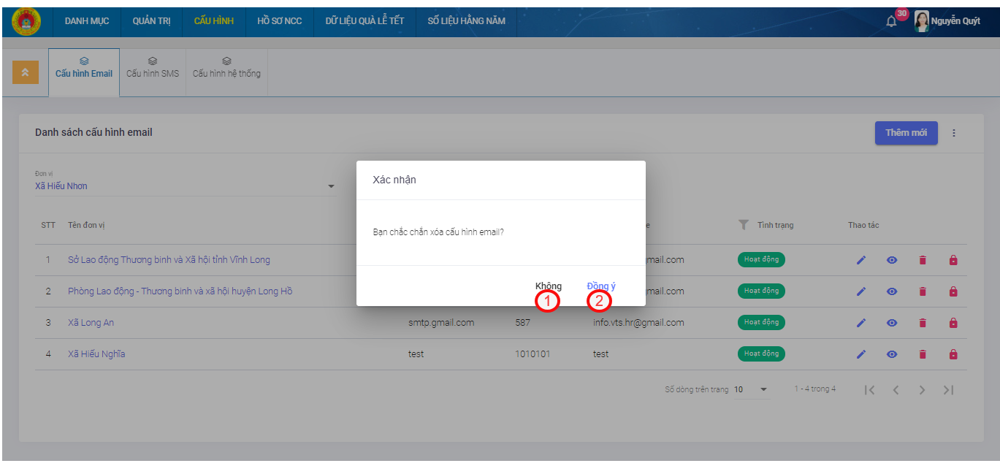 DANH MỤC QUẢN TRỊ CẤU HÌNH HỒ SƠ NCC DỮ LIỆU QUÀ LỄ TẾT SỐ LIỆU HẰNG NĂM 30 Nguyễn Quýt
Cấu hình Email Cấu hình SMS Cấu hình hệ thống
Danh sách cấu hình email Thêm mới
Đơn vị
Xã Hiếu Nhơn
Xác nhận
Bạn chắc chắn xóa cấu hình email?
Không Đồng ý
1 2
STT Tên đơn vị e Tình trạng Thao tác
1 Sở Lao động Thương binh và Xã hội tỉnh Vĩnh Long mail.com Hoạt động
2 Phòng Lao động - Thương binh và xã hội huyện Long Hồ mail.com Hoạt động
3 Xã Long An smtp.gmail.com 587 info.vts.hr@gmail.com Hoạt động
4 Xã Hiếu Nghĩa test 1010101 test Hoạt động
Số dòng trên trang 10 1 - 4 trong 4